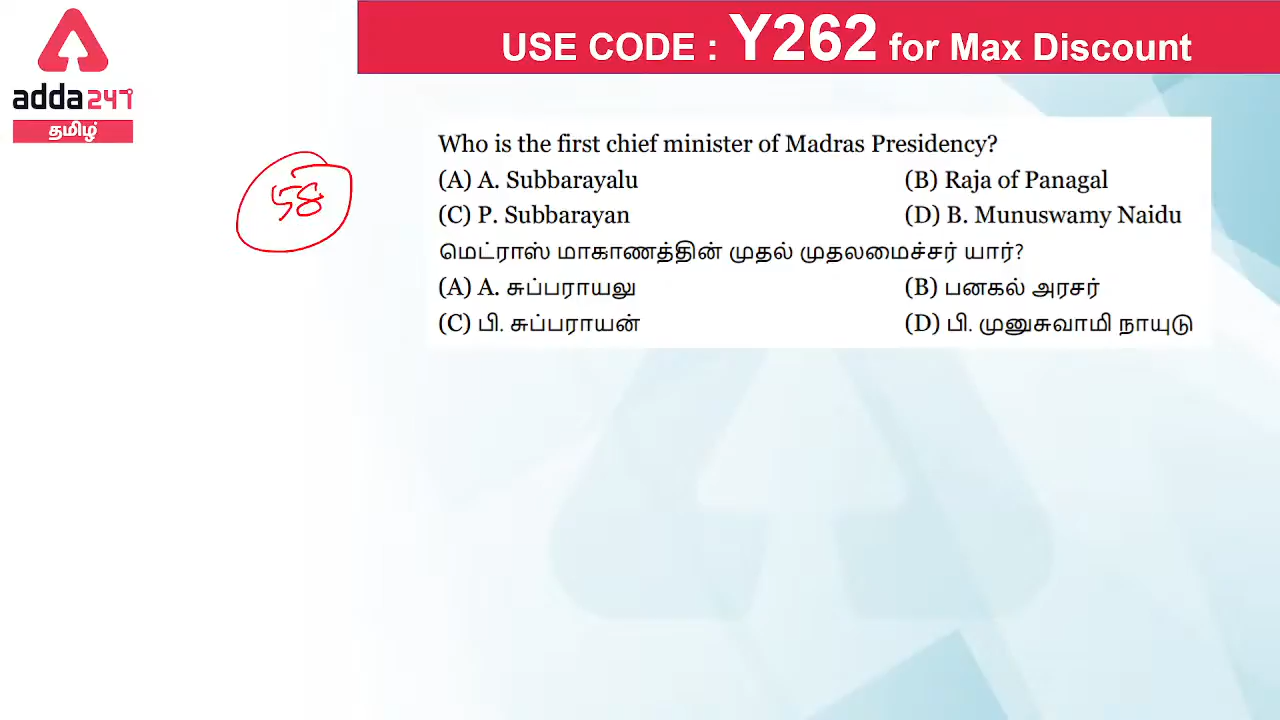 USE CODE : Y262 for Max Discount
adda247
தமிழ்
58
Who is the first chief minister of Madras Presidency?
(A) A. Subbarayalu (B) Raja of Panagal
(C) P. Subbarayan (D) B. Munuswamy Naidu
மெட்ராஸ் மாகாணத்தின் முதல் முதலமைச்சர் யார்?
(A) A. சுப்பராயலு (B) பனகல் அரசர்
(C) பி. சுப்பராயன் (D) பி. முனுசுவாமி நாயுடு